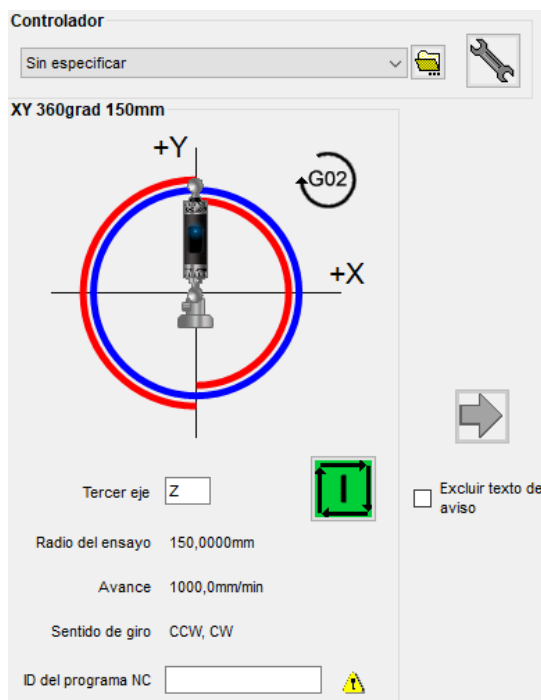 Controlador
Sin especificar
XY 360grad 150mm
+Y
G02
+X
Tercer eje Z
Excluir texto de
aviso
Radio del ensayo 150,0000mm
Avance 1000,0mm/min
Sentido de giro CCW, CW
ID del programa NC